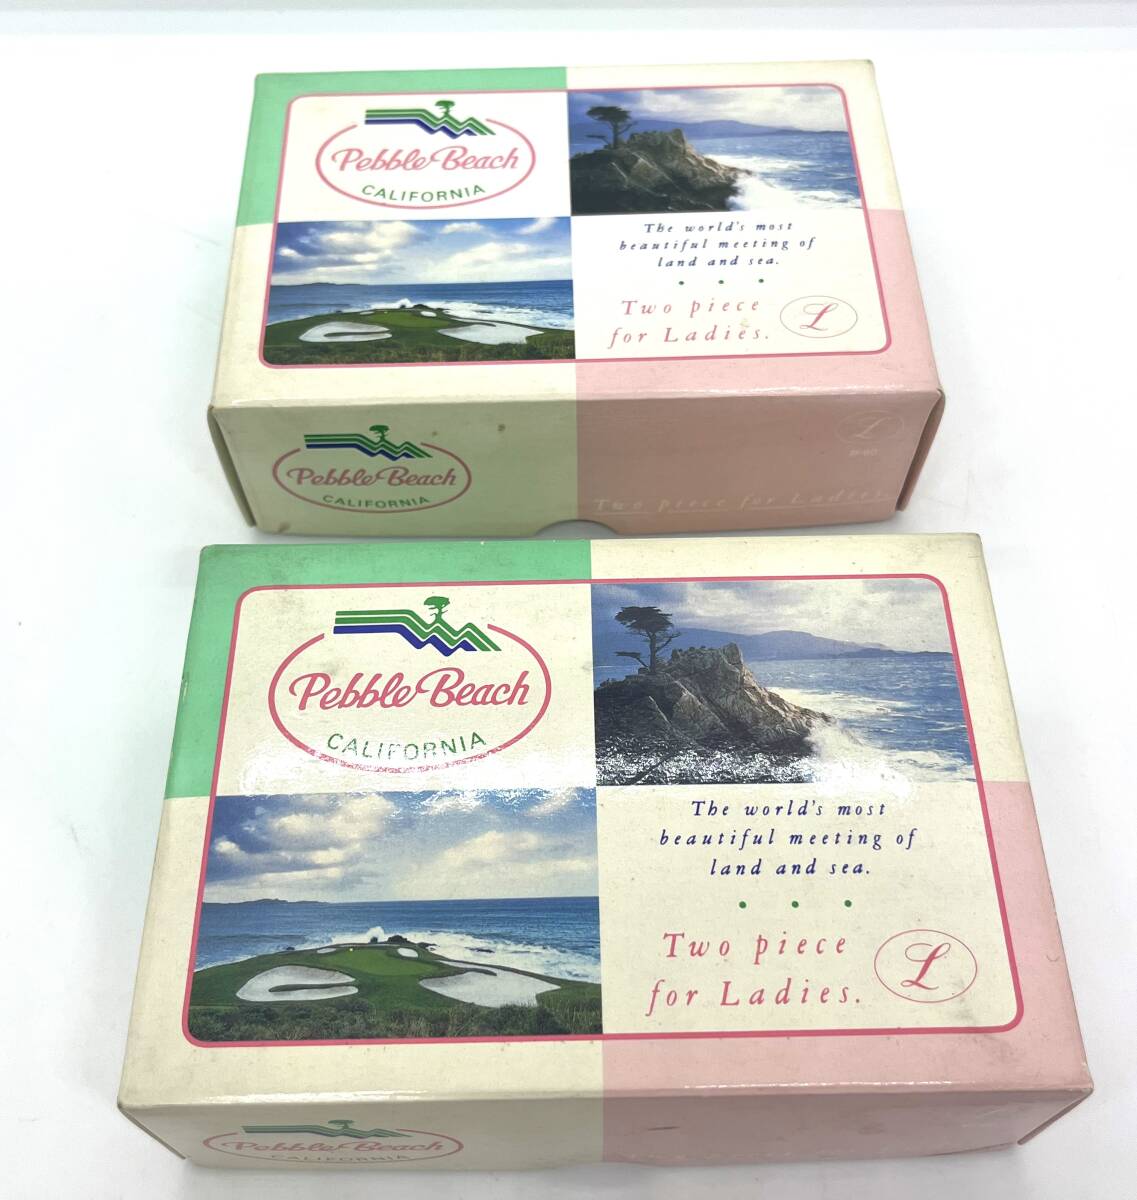 Pebble Beach
CALIFORNIA
The world's most
beautiful meeting of
land and sea.
Two piece
for Ladies.
L
Pebble Beach
CALIFORNIA
L
Two piece for Ladies.
Pebble Beach
CALIFORNIA
The world's most
beautiful meeting of
land and sea.
Two piece
for Ladies.
L
Pebble Beach
CALIFORNIA